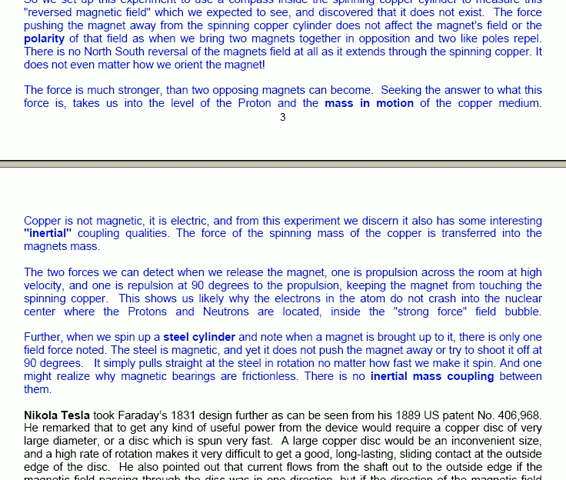 So we set up this experiment to use a compass inside the spinning copper cylinder to measure this
"reversed magnetic field" which we expected to see, and discovered that it does not exist. The force
pushing the magnet away from the spinning copper cylinder does not affect the magnet's field or the
polarity of that field as when we bring two magnets together in opposition and two like poles repel.
There is no North South reversal of the magnets field at all as it extends through the spinning copper. It
does not even matter how we orient the magnet!
The force is much stronger, than two opposing magnets can become. Seeking the answer to what this
force is, takes us into the level of the Proton and the mass in motion of the copper medium.
3
Copper is not magnetic, it is electric, and from this experiment we discern it also has some interesting
"inertial" coupling qualities. The force of the spinning mass of the copper is transferred into the
magnets mass.
The two forces we can detect when we release the magnet, one is propulsion across the room at high
velocity, and one is repulsion at 90 degrees to the propulsion, keeping the magnet from touching the
spinning copper. This shows us likely why the electrons in the atom do not crash into the nuclear
center where the Protons and Neutrons are located, inside the "strong force" field bubble.
Further, when we spin up a steel cylinder and note when a magnet is brought up to it, there is only one
field force noted. The steel is magnetic, and yet it does not push the magnet away or try to shoot it off at
90 degrees. It simply pulls straight at the steel in rotation no matter how fast we make it spin. And one
might realize why magnetic bearings are frictionless. There is no inertial mass coupling between
them.
Nikola Tesla took Faraday's 1831 design further as can be seen from his 1889 US patent No. 406,968.
He remarked that to get any kind of useful power from the device would require a copper disc of very
large diameter, or a disc which is spun very fast. A large copper disc would be an inconvenient size,
and a high rate of rotation makes it very difficult to get a good, long-lasting, sliding contact at the outside
edge of the disc. He also pointed out that current flows from the shaft out to the outside edge if the
magnetic field passing through the disc was in one direction, but if the direction of the magnetic field